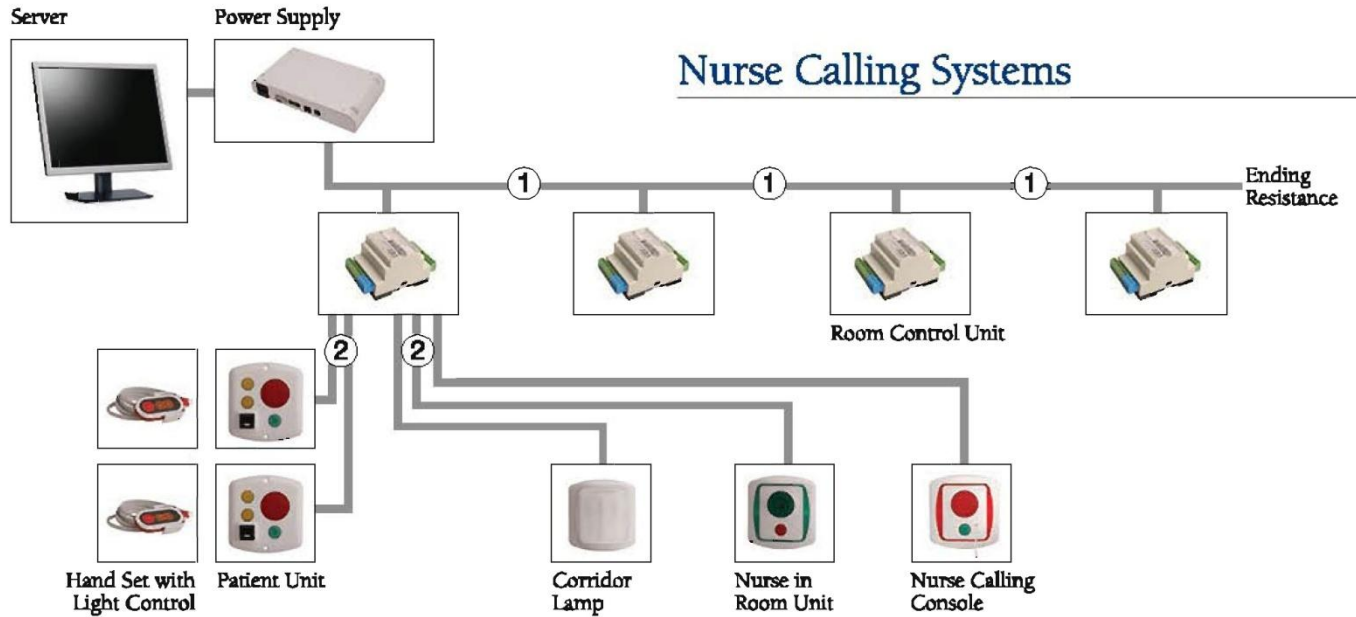 Server
Power Supply
Nurse Calling Systems
1
1
1
Ending
Resistance
Room Control Unit
2
2
Hand Set with
Light Control
Patient Unit
Corridor
Lamp
Nurse in
Room Unit
Nurse Calling
Console